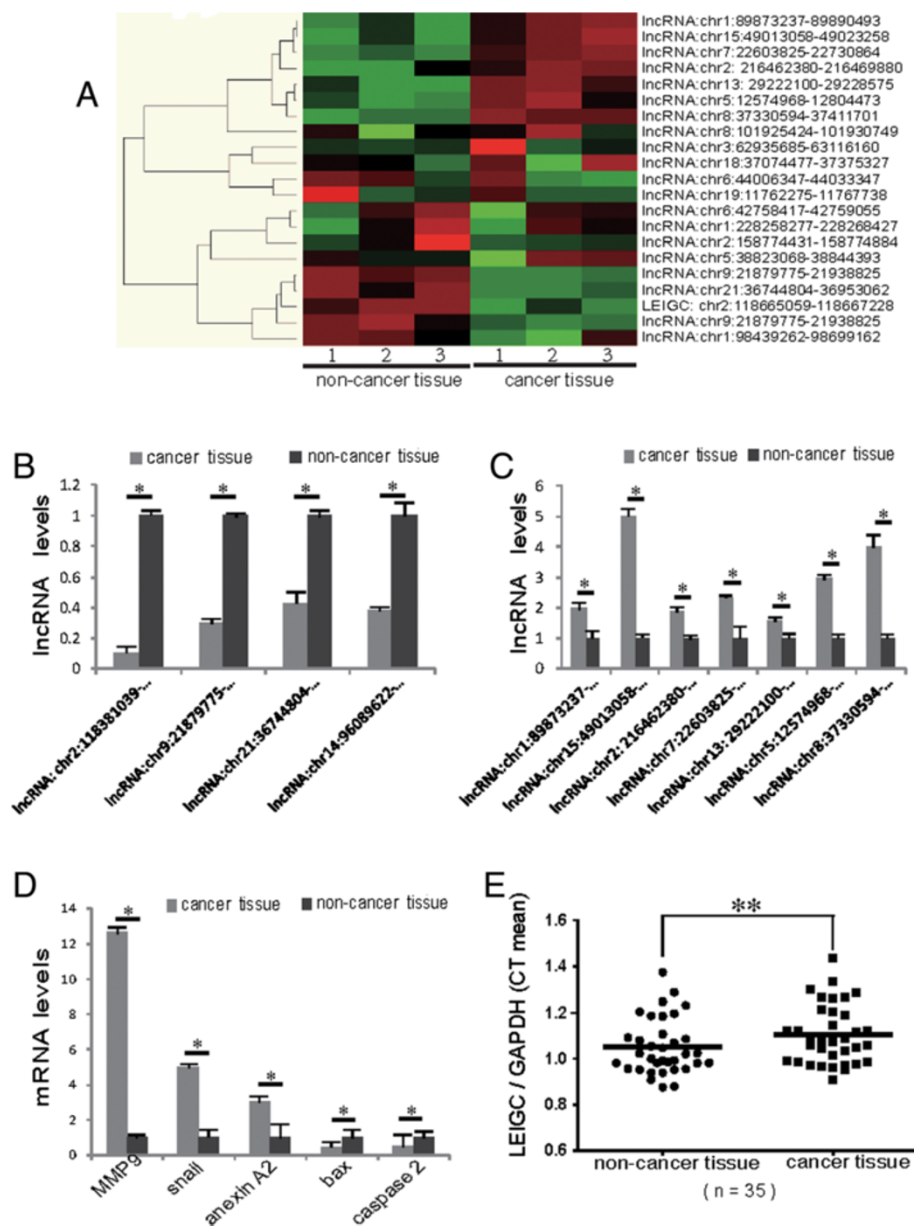 A
lncRNA:chr1:89873237-89890493
lncRNA:chr15:49013058-49023258
lncRNA:chr7:22603825-22730864
lncRNA:chr2: 216462380-216469880
lncRNA:chr13: 29222100-29228575
lncRNA:chr5:12574968-12804473
lncRNA:chr8:37330594-37411701
lncRNA:chr8:101925424-101930749
lncRNA:chr3:62935685-63116160
lncRNA:chr18:37074477-37375327
lncRNA:chr6:44006347-44033347
lncRNA:chr19:11762275-11767738
lncRNA:chr6:42758417-42759055
lncRNA:chr1:228258277-228268427
lncRNA:chr2:158774431-158774884
lncRNA:chr5:38823068-38844393
lncRNA:chr9:21879775-21938825
lncRNA:chr21:36744804-36953062
LEIGC: chr2:118665059-118667228
lncRNA:chr9:21879775-21938825
lncRNA:chr1:98439262-98699162
1 2 3 1 2 3
non-cancer tissue cancer tissue
B
cancer tissue non-cancer tissue
lncRNA levels
1.2
1
0.8
0.6
0.4
0.2
0
* * * *
lncRNA: chr2:118381039-...
lncRNA:chr9:21879775-...
lncRNA:chr21:36744804-...
lncRNA:chr14:96089622-...
C
cancer tissue non-cancer tissue
lncRNA levels
6
5
4
3
2
1
0
* * * * * * *
lncRNA:chr1:89873237-...
lncRNA:chr15:49013058-...
lncRNA:chr2: 216462380-...
lncRNA:chr7:22603825-...
lncRNA:chr13: 29222100-...
lncRNA:chr5:12574968-...
lncRNA:chr8:37330594-...
D
cancer tissue non-cancer tissue
mRNA levels
14
12
10
8
6
4
2
0
* * * * *
MMP9
snail
anexin A2
bax
caspase 2
E
LEIGC / GAPDH (CT mean)
1.6
1.4
1.2
1.0
0.8
0.6
**
non-cancer tissue cancer tissue
( n = 35 )